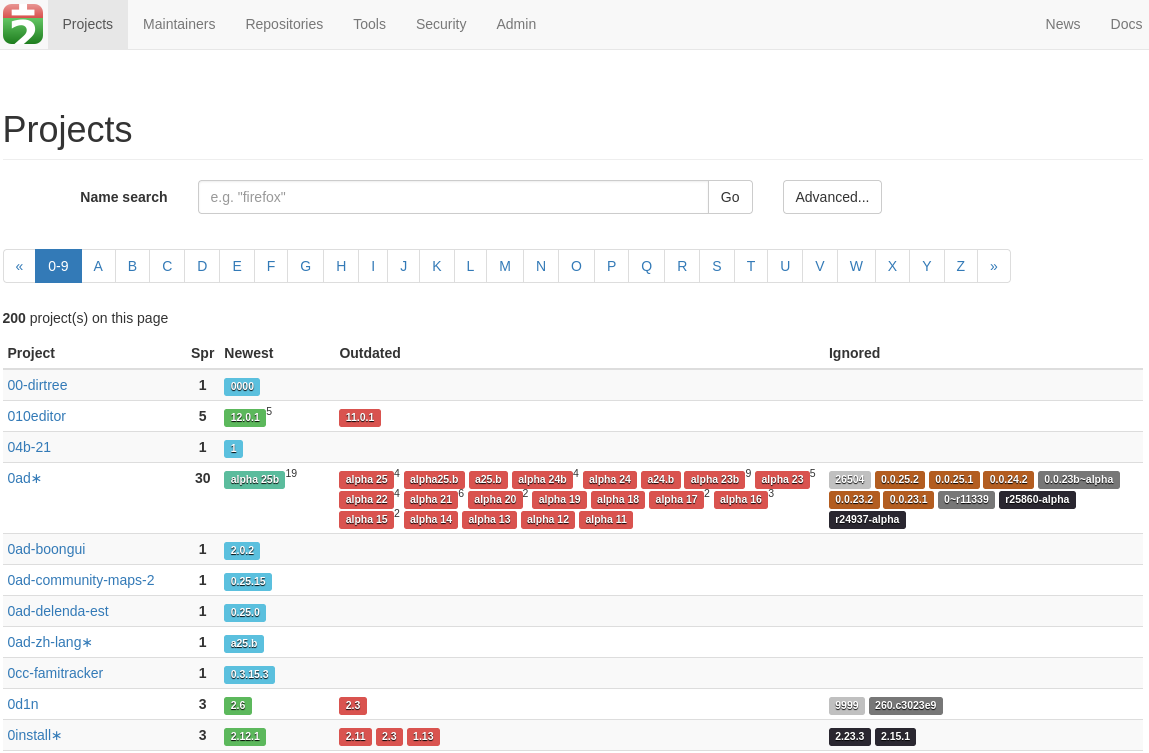 Projects Maintainers Repositories Tools Security Admin News Docs
Projects
Name search e.g. "firefox" Go Advanced...
« 0-9 A B C D E F G H I J K L M N O P Q R S T U V W X Y Z »
200 project(s) on this page
Project Spr Newest Outdated Ignored
00-dirtree 1 0000
010editor 5 12.0.1 5 11.0.1
04b-21 1 1
0ad∗ 30 alpha 25b 19 alpha 25 4 alpha25.b a25.b alpha 24b 4 alpha 24 a24.b alpha 23b 9 alpha 23 5 26504 0.0.25.2 0.0.25.1 0.0.24.2 0.0.23b~alpha
alpha 22 4 alpha 21 6 alpha 20 2 alpha 19 alpha 18 alpha 17 2 alpha 16 3 0.0.23.2 0.0.23.1 0~r11339 r25860-alpha
alpha 15 2 alpha 14 alpha 13 alpha 12 alpha 11 r24937-alpha
0ad-boongui 1 2.0.2
0ad-community-maps-2 1 0.25.15
0ad-delenda-est 1 0.25.0
0ad-zh-lang∗ 1 a25.b
0cc-famitracker 1 0.3.15.3
0d1n 3 2.6 2.3 9999 260.c3023e9
0install∗ 3 2.12.1 2.11 2.3 1.13 2.23.3 2.15.1